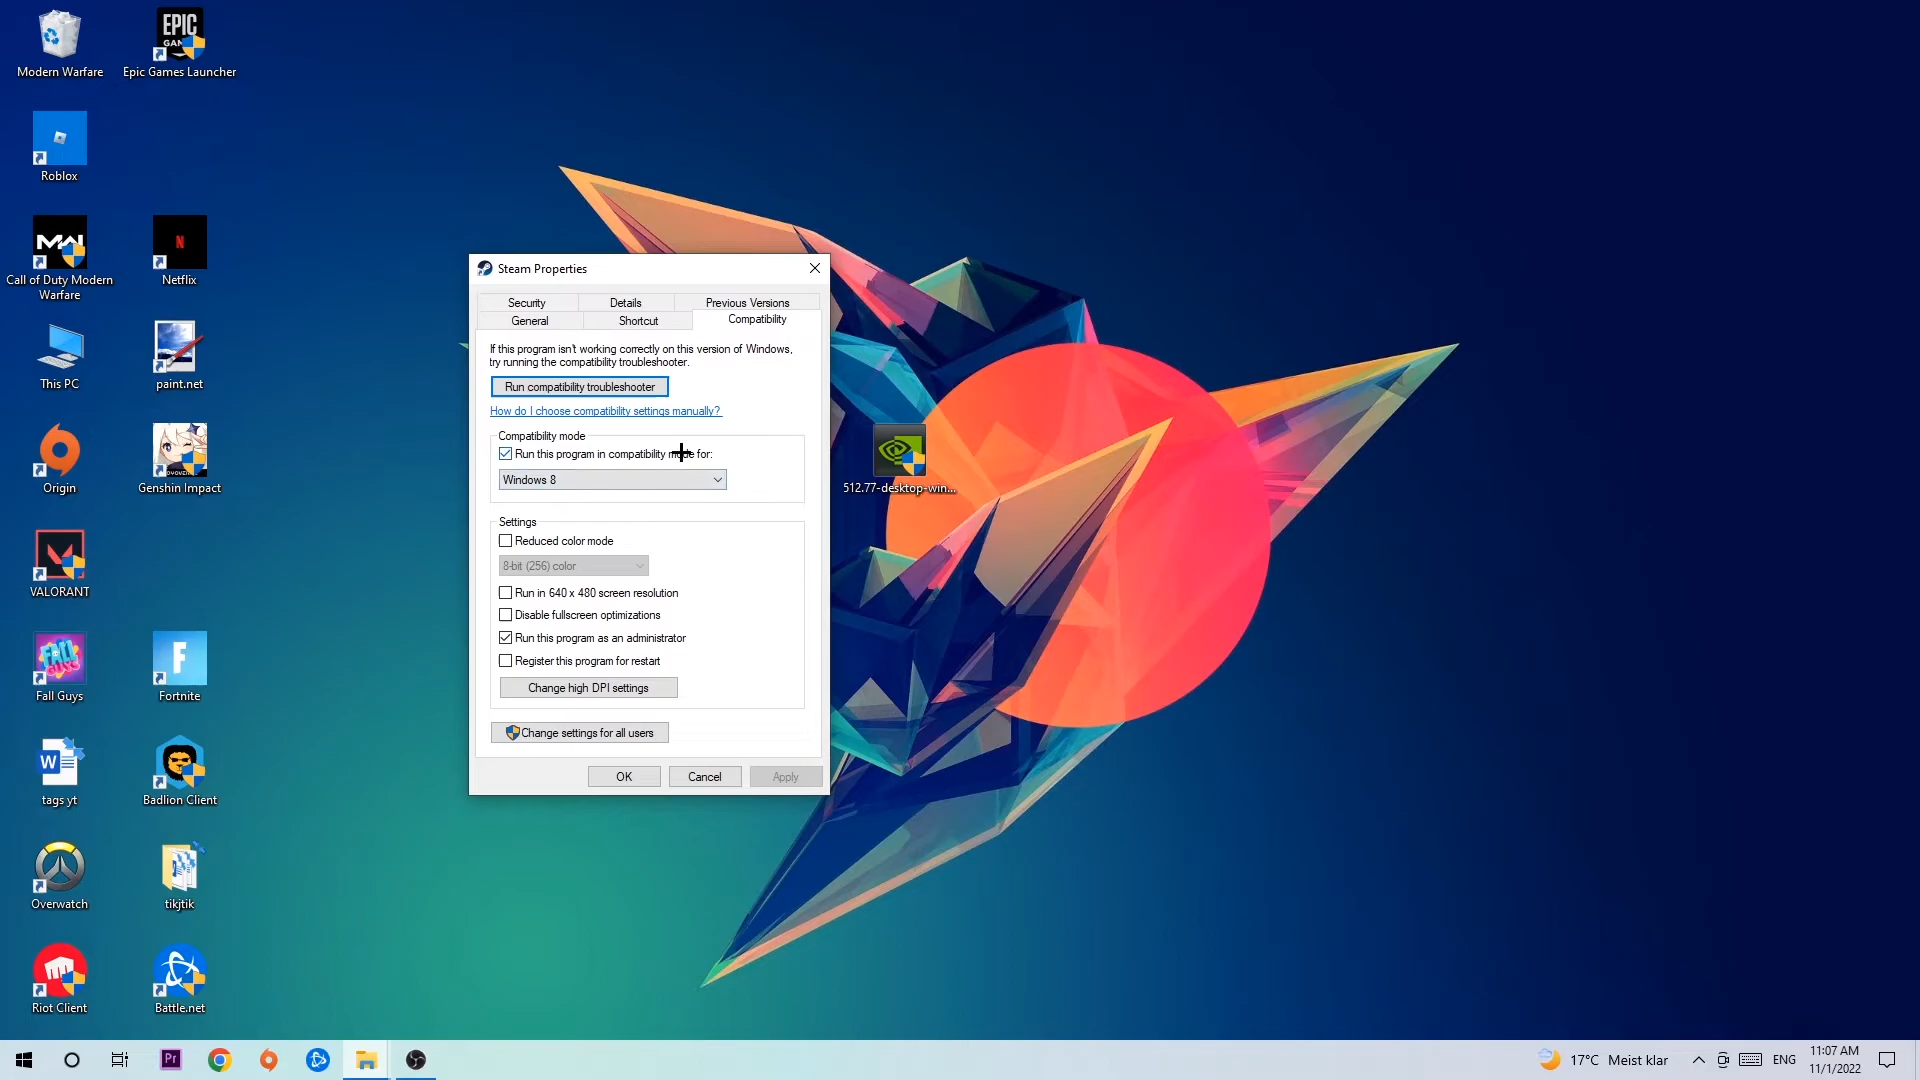 Modern Warfare
EPIC
Epic Games Launcher
Roblox
Call of Duty Modern
Warfare
N
Netflix
This PC
paint.net
Origin
Genshin Impact
VALORANT
FALL
GUYS
Fall Guys
F
Fortnite
W
tags yt
Badlion Client
Overwatch
tikjtik
Riot Client
Battle.net
Steam Properties
Security
Details
Previous Versions
General
Shortcut
Compatibility
If this program isn't working correctly on this version of Windows,
try running the compatibility troubleshooter.
Run compatibility troubleshooter
How do I choose compatibility settings manually?
Compatibility mode
Run this program in compatibility mode for:
Windows 8
Settings
Reduced color mode
8-bit (256) color
Run in 640 x 480 screen resolution
Disable fullscreen optimizations
Run this program as an administrator
Register this program for restart
Change high DPI settings
Change settings for all users
OK
Cancel
Apply
512.77-desktop-win...
Pr
17°C Meist klar
ENG
11:07 AM
11/1/2022